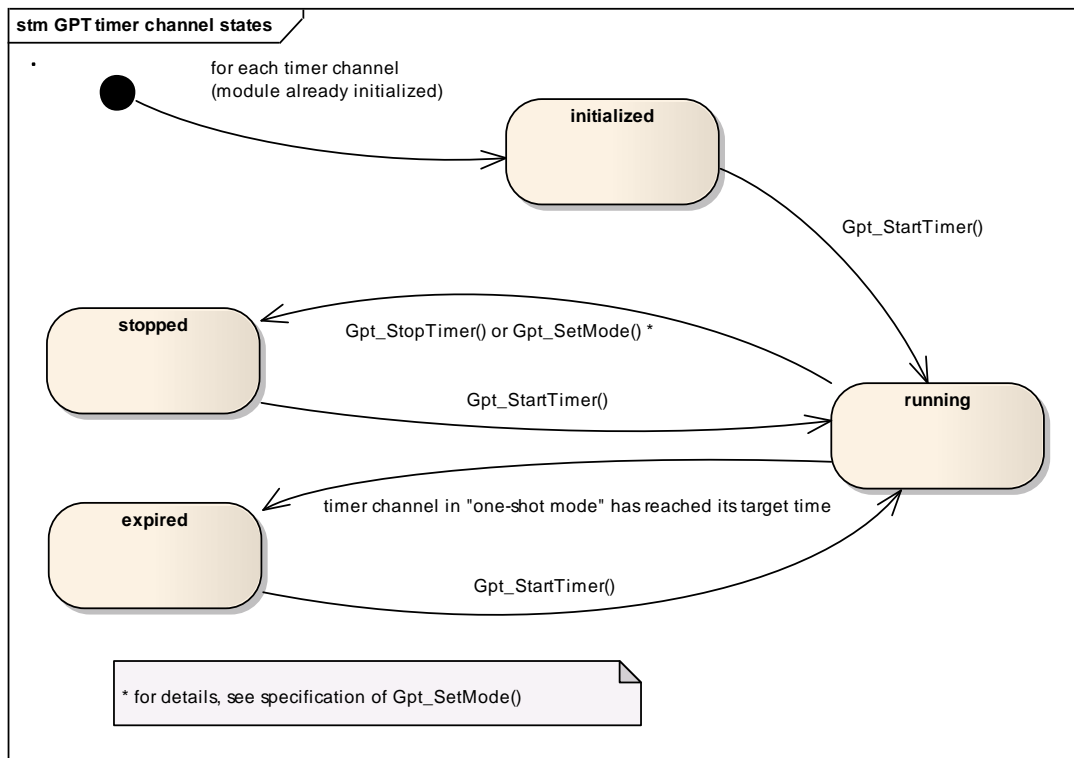 stm GPT timer channel states
for each timer channel
(module already initialized)
initialized
Gpt_StartTimer()
stopped
Gpt_StopTimer() or Gpt_SetMode() *
Gpt_StartTimer()
running
timer channel in "one-shot mode" has reached its target time
expired
Gpt_StartTimer()
* for details, see specification of Gpt_SetMode()